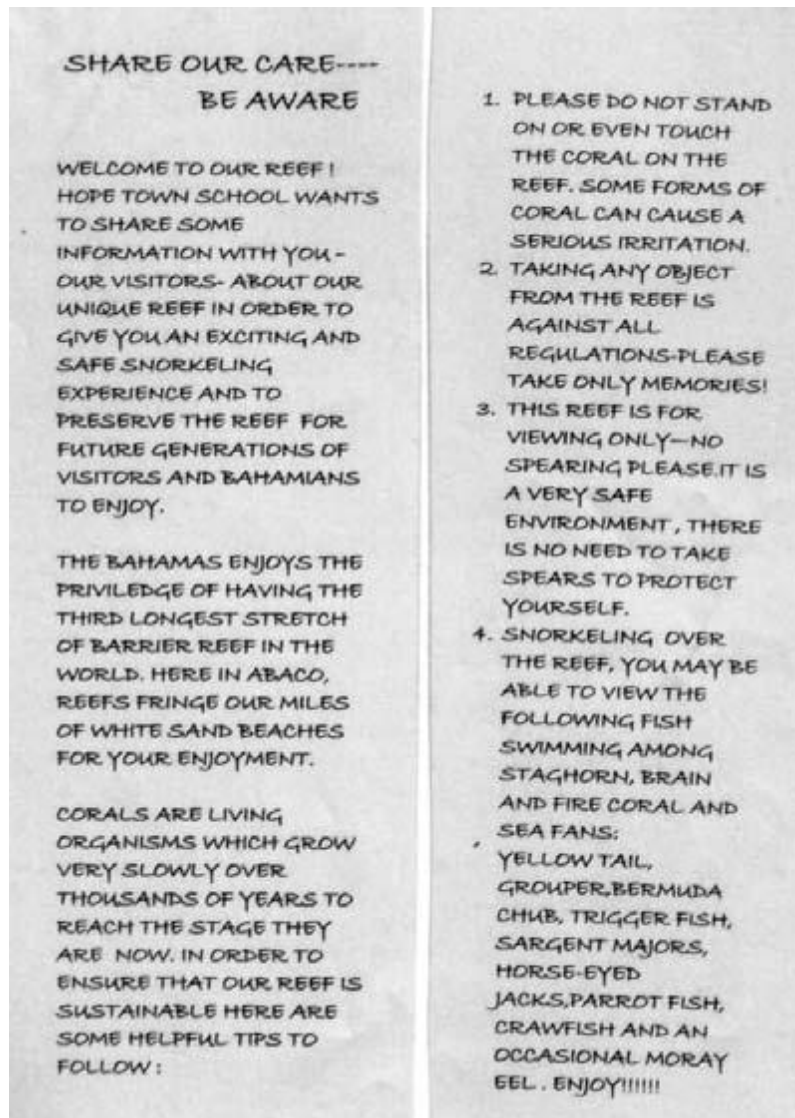 SHARE OUR CARE----
BE AWARE
WELCOME TO OUR REEF!
HOPE TOWN SCHOOL WANTS
TO SHARE SOME
INFORMATION WITH YOU -
OUR VISITORS- ABOUT OUR
UNIQUE REEF IN ORDER TO
GIVE YOU AN EXCITING AND
SAFE SNORKELING
EXPERIENCE AND TO
PRESERVE THE REEF FOR
FUTURE GENERATIONS OF
VISITORS AND BAHAMIANS
TO ENJOY.
THE BAHAMAS ENJOYS THE
PRIVILEDGE OF HAVING THE
THIRD LONGEST STRETCH
OF BARRIER REEF IN THE
WORLD. HERE IN ABACO,
REEFS FRINGE OUR MILES
OF WHITE SAND BEACHES
FOR YOUR ENJOYMENT.
CORALS ARE LIVING
ORGANISMS WHICH GROW
VERY SLOWLY OVER
THOUSANDS OF YEARS TO
REACH THE STAGE THEY
ARE NOW. IN ORDER TO
ENSURE THAT OUR REEF IS
SUSTAINABLE HERE ARE
SOME HELPFUL TIPS TO
FOLLOW :
1. PLEASE DO NOT STAND
ON OR EVEN TOUCH
THE CORAL ON THE
REEF. SOME FORMS OF
CORAL CAN CAUSE A
SERIOUS IRRITATION.
2. TAKING ANY OBJECT
FROM THE REEF IS
AGAINST ALL
REGULATIONS-PLEASE
TAKE ONLY MEMORIES!
3. THIS REEF IS FOR
VIEWING ONLY—NO
SPEARING PLEASE.IT IS
A VERY SAFE
ENVIRONMENT , THERE
IS NO NEED TO TAKE
SPEARS TO PROTECT
YOURSELF.
4. SNORKELING OVER
THE REEF, YOU MAY BE
ABLE TO VIEW THE
FOLLOWING FISH
SWIMMING AMONG
STAGHORN, BRAIN
AND FIRE CORAL AND
SEA FANS:
YELLOW TAIL,
GROUPER,BERMUDA
CHUB, TRIGGER FISH,
SARGENT MAJORS,
HORSE-EYED
JACKS,PARROT FISH,
CRAWFISH AND AN
OCCASIONAL MORAY
EEL . ENJOY!!!!!!